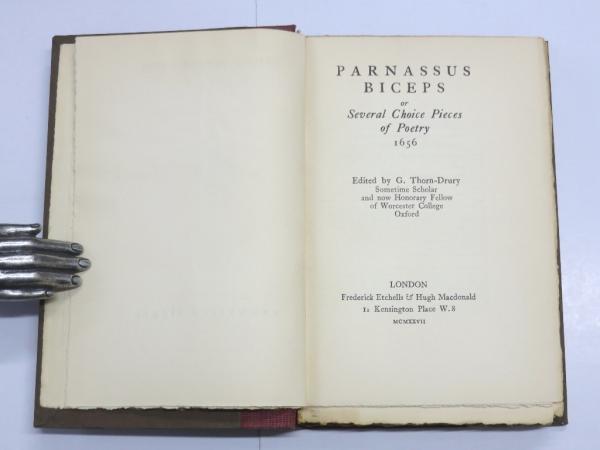 PARNASSUS
BICEPS
or
Several Choice Pieces
of Poetry
1656
Edited by G. Thorn-Drury
Sometime Scholar
and now Honorary Fellow
of Worcester College
Oxford
LONDON
Frederick Etchells & Hugh Macdonald
1a Kensington Place W.8
MCMXXVII